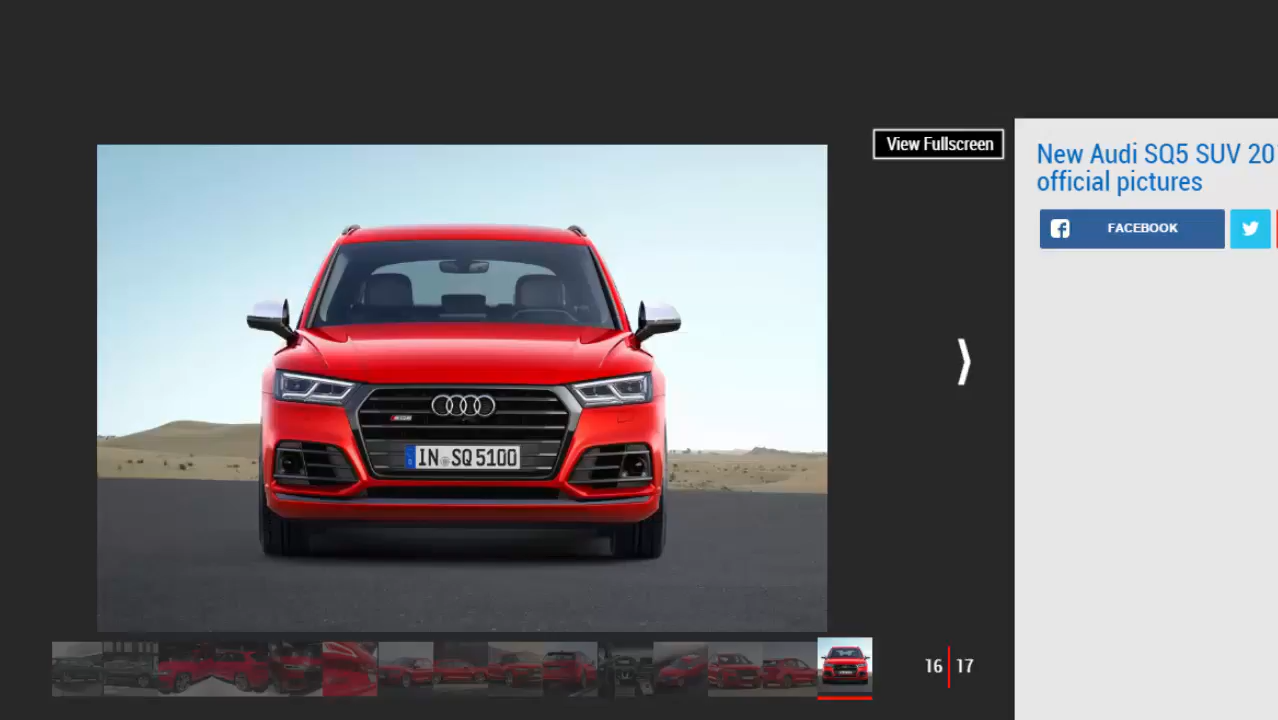 View Fullscreen
New Audi SQ5 SUV 20
official pictures
FACEBOOK
IN SQ 5100
16 17